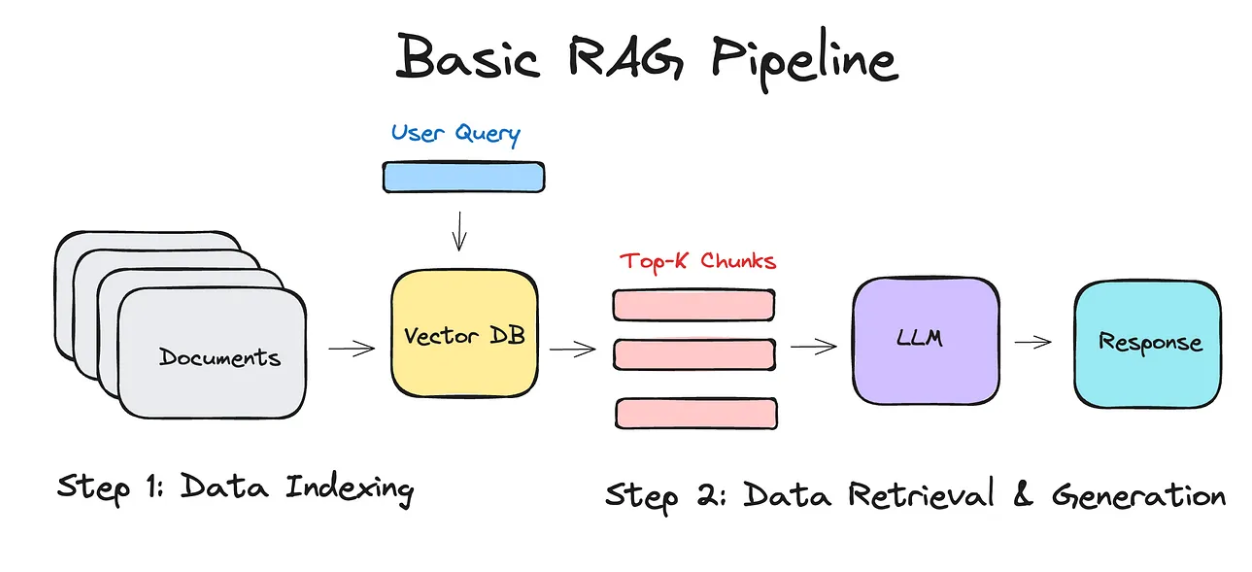 Basic RAG Pipeline
User Query
Top-K Chunks
Documents
Vector DB
LLM
Response
Step 1: Data Indexing
Step 2: Data Retrieval & Generation